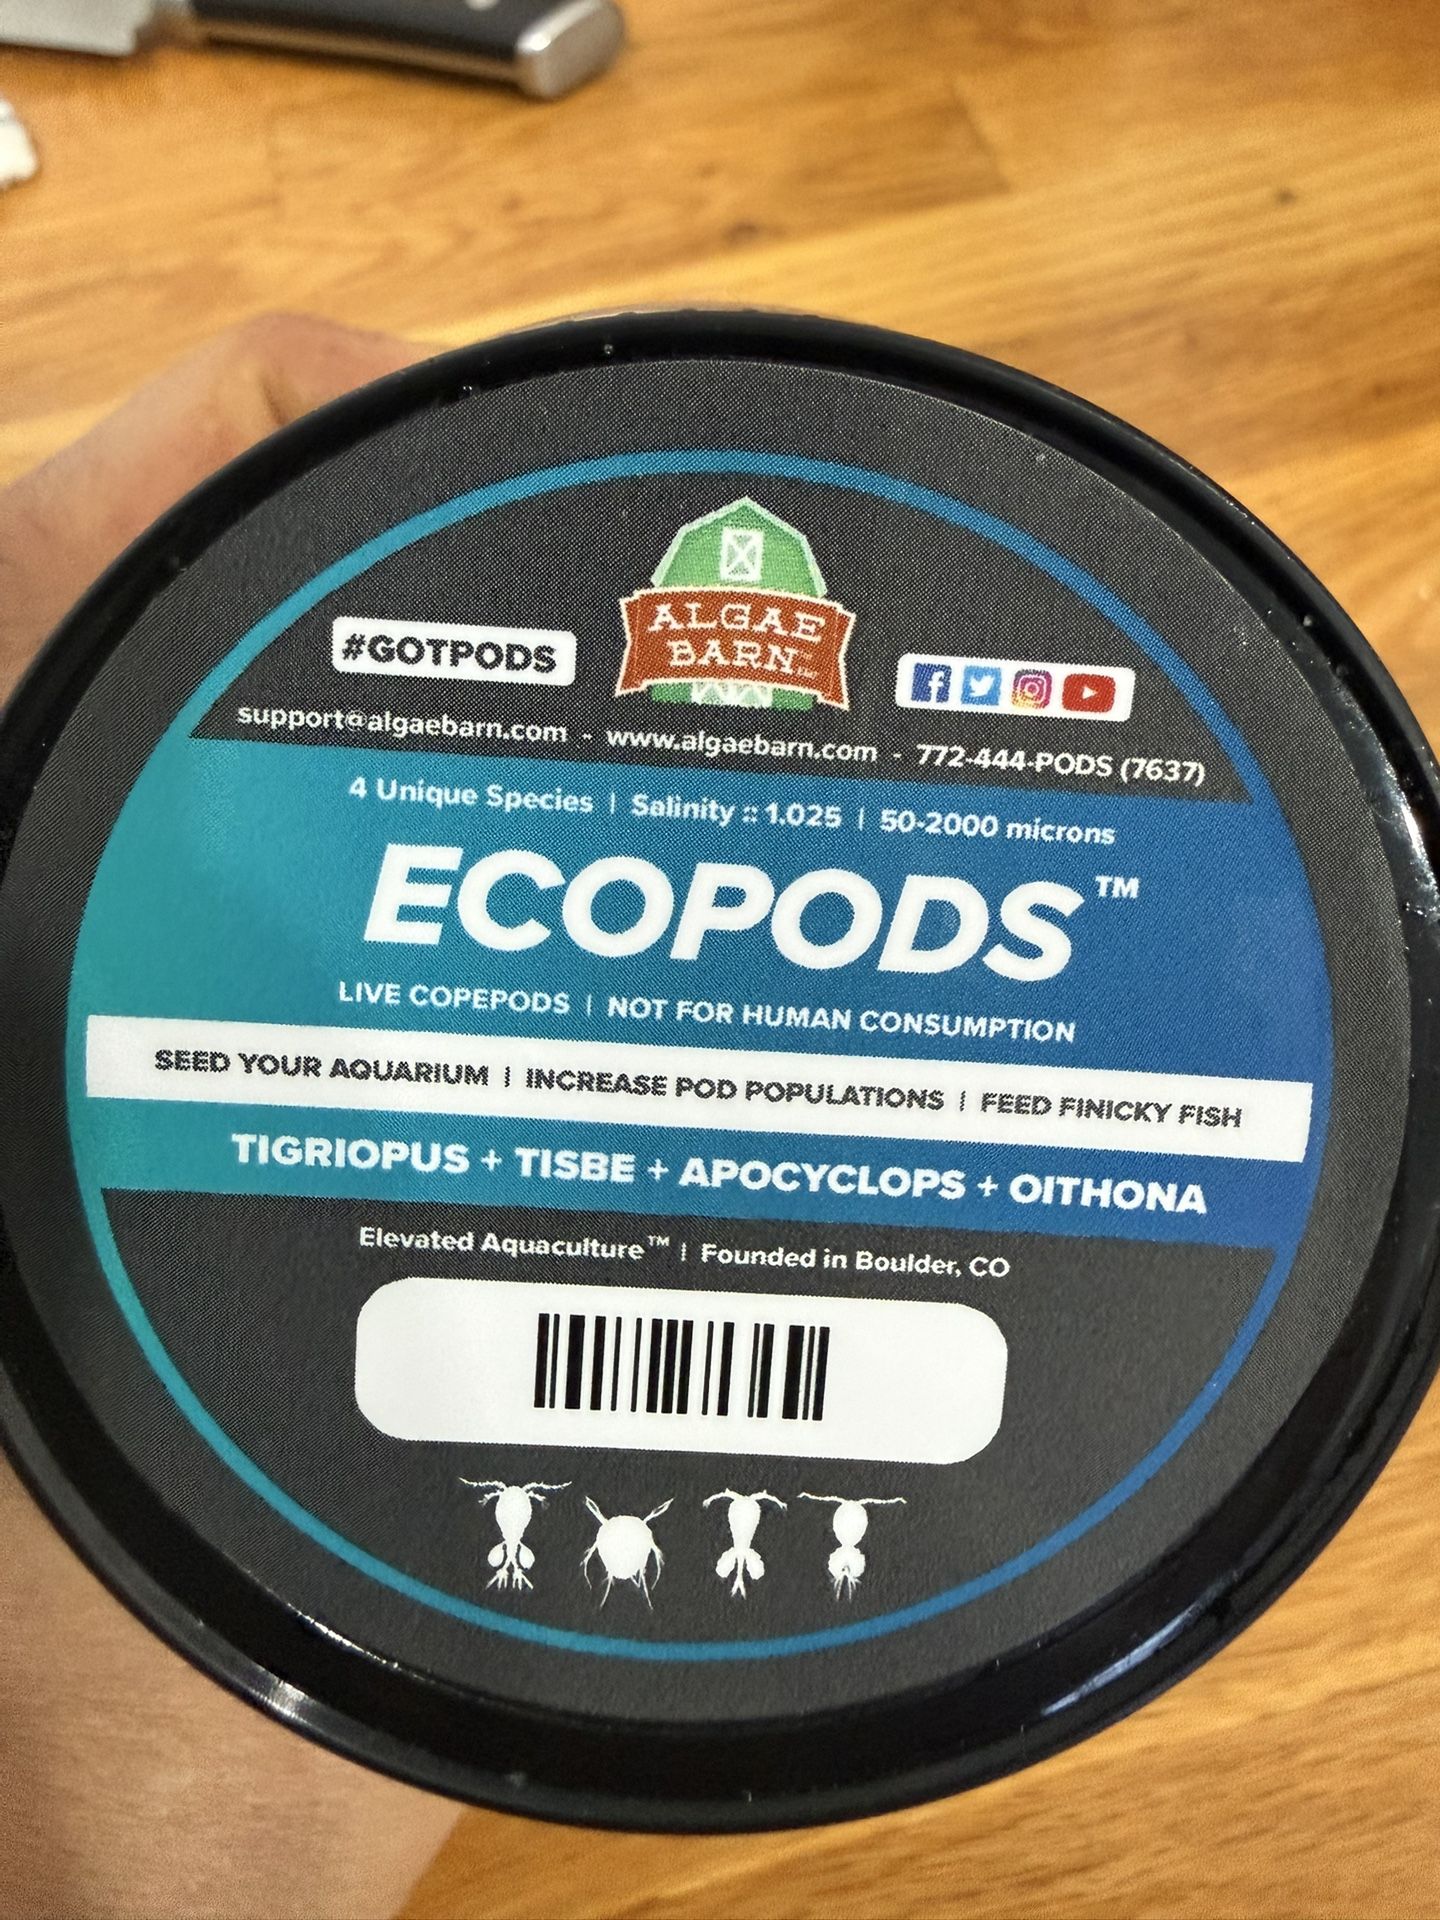 ALGAE
BARN
#GOTPODS
support@algaebarn.com - www.algaebarn.com - 772-444-PODS (7637)
4 Unique Species | Salinity :: 1.025 | 50-2000 microns
ECOPODS™
LIVE COPEPODS | NOT FOR HUMAN CONSUMPTION
SEED YOUR AQUARIUM | INCREASE POD POPULATIONS | FEED FINICKY FISH
TIGRIOPUS + TISBE + APOCYCLOPS + OITHONA
Elevated Aquaculture™ | Founded in Boulder, CO